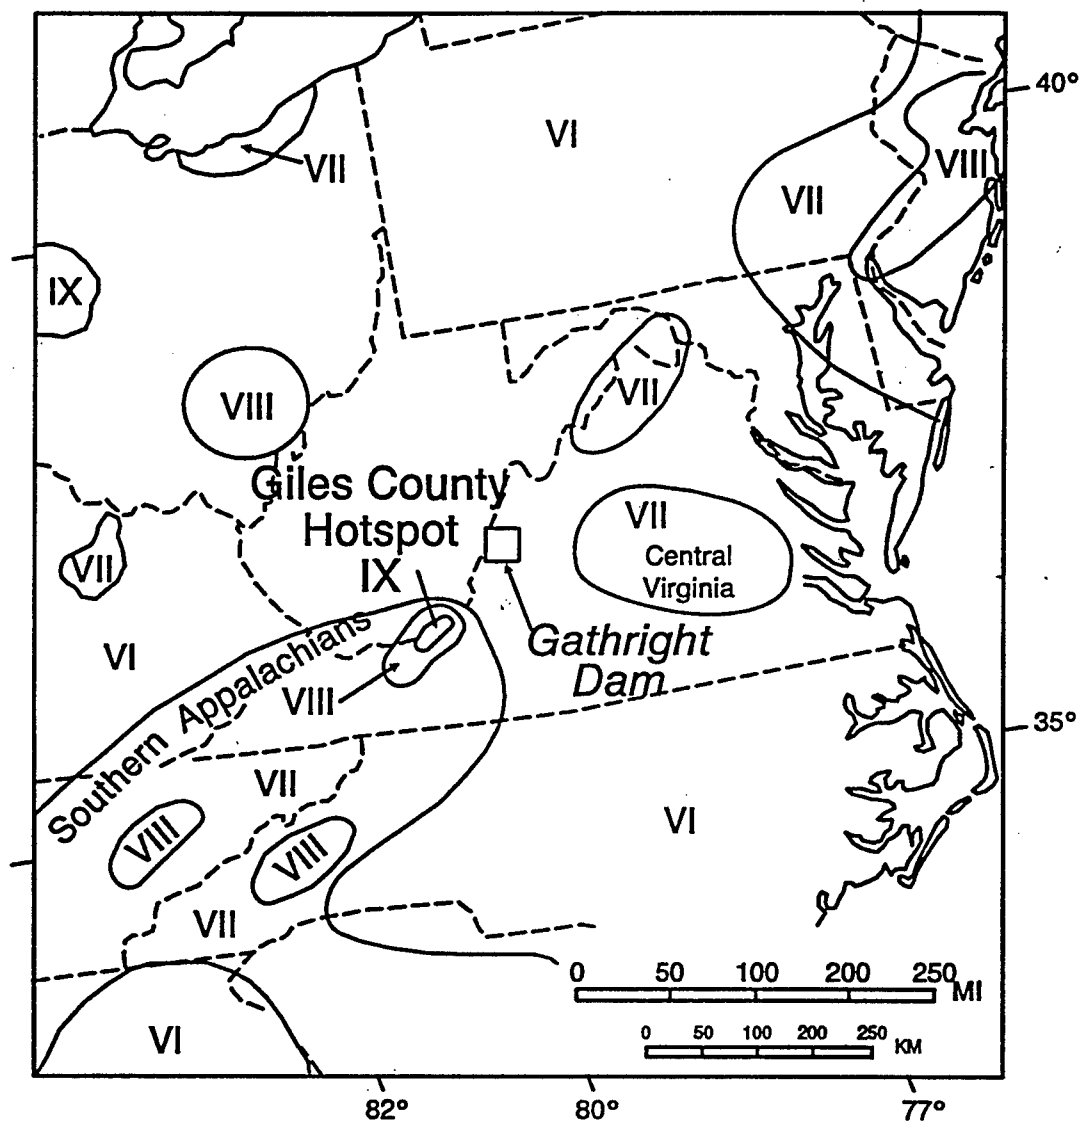 40°
VI
VII
VIII
VII
IX
VIII
VII
Giles County
Hotspot
IX
VII
Central
Virginia
VII
Gathright
Dam
VI
VIII
Southern Appalachians
35°
VII
VI
VIII
VIII
VII
0 50 100 200 250 MI
VI
0 50 100 200 250 KM
82° 80° 77°